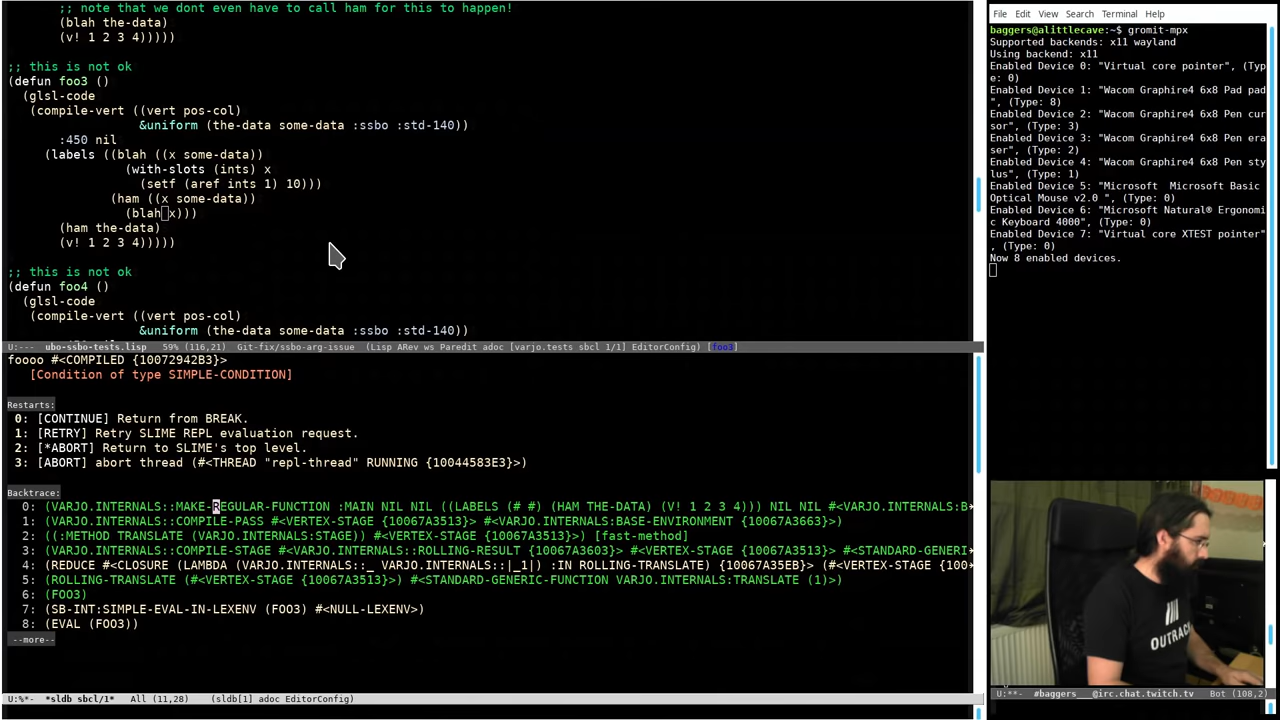 ;; note that we dont even have to call ham for this to happen!
(blah the-data)
(v! 1 2 3 4)))))
;; this is not ok
(defun foo3 ()
(glsl-code
(compile-vert ((vert pos-col)
&uniform (the-data some-data :ssbo :std-140))
:450 nil
(labels ((blah ((x some-data))
(with-slots (ints) x
(setf (aref ints 1) 10)))
(ham ((x some-data))
(blah x)))
(ham the-data)
(v! 1 2 3 4)))))
;; this is not ok
(defun foo4 ()
(glsl-code
(compile-vert ((vert pos-col)
&uniform (the-data some-data :ssbo :std-140))
U:--- ubo-ssbo-tests.lisp 59% (116,21) Git-fix/ssbo-arg-issue (Lisp ARev ws Paredit adoc [varjo.tests sbcl 1/1] EditorConfig) [foo3]
foooo #<COMPILED {10072942B3}>
[Condition of type SIMPLE-CONDITION]
Restarts:
0: [CONTINUE] Return from BREAK.
1: [RETRY] Retry SLIME REPL evaluation request.
2: [*ABORT] Return to SLIME's top level.
3: [ABORT] abort thread (#<THREAD "repl-thread" RUNNING {10044583E3}>)
Backtrace:
0: (VARJO.INTERNALS::MAKE-REGULAR-FUNCTION :MAIN NIL NIL ((LABELS (# #) (HAM THE-DATA) (V! 1 2 3 4))) NIL NIL #<VARJO.INTERNALS:B
1: (VARJO.INTERNALS::COMPILE-PASS #<VERTEX-STAGE {10067A3513}> #<VARJO.INTERNALS:BASE-ENVIRONMENT {10067A3663}>)
2: ((:METHOD TRANSLATE (VARJO.INTERNALS:STAGE)) #<VERTEX-STAGE {10067A3513}>) [fast-method]
3: (VARJO.INTERNALS::COMPILE-STAGE #<VARJO.INTERNALS::ROLLING-RESULT {10067A3603}> #<VERTEX-STAGE {10067A3513}> #<STANDARD-GENERI
4: (REDUCE #<CLOSURE (LAMBDA (VARJO.INTERNALS::_ VARJO.INTERNALS::|_1|) :IN ROLLING-TRANSLATE) {10067A35EB}> (#<VERTEX-STAGE {100
5: (ROLLING-TRANSLATE (#<VERTEX-STAGE {10067A3513}>) #<STANDARD-GENERIC-FUNCTION VARJO.INTERNALS:TRANSLATE (1)>)
6: (FOO3)
7: (SB-INT:SIMPLE-EVAL-IN-LEXENV (FOO3) #<NULL-LEXENV>)
8: (EVAL (FOO3))
--more--
U:%*- *sldb sbcl/1* All (11,28) (sldb[1] adoc EditorConfig)
File Edit View Search Terminal Help
baggers@alittlecave:~$ gromit-mpx
Supported backends: x11 wayland
Using backend: x11
Enabled Device 0: "Virtual core pointer", (Typ
e: 0)
Enabled Device 1: "Wacom Graphire4 6x8 Pad pad
", (Type: 8)
Enabled Device 2: "Wacom Graphire4 6x8 Pen cur
sor", (Type: 3)
Enabled Device 3: "Wacom Graphire4 6x8 Pen era
ser", (Type: 2)
Enabled Device 4: "Wacom Graphire4 6x8 Pen sty
lus", (Type: 1)
Enabled Device 5: "Microsoft  Microsoft Basic
Optical Mouse v2.0 ", (Type: 0)
Enabled Device 6: "Microsoft Natural® Ergonomi
c Keyboard 4000", (Type: 0)
Enabled Device 7: "Virtual core XTEST pointer"
, (Type: 0)
Now 8 enabled devices.
OUTRAC
U:**- #baggers___@irc.chat.twitch.tv Bot (108,2)